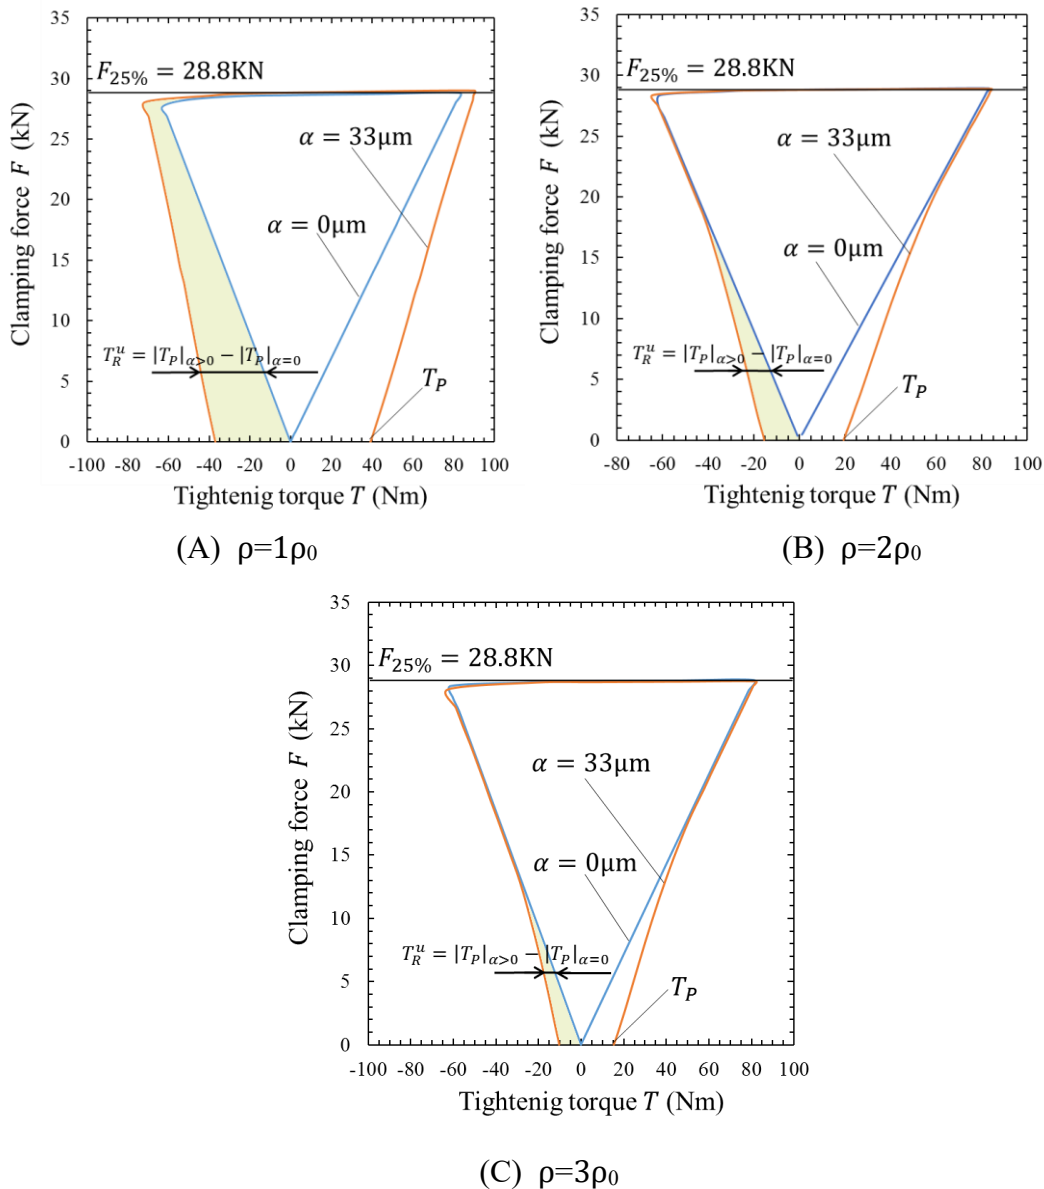 35
30
25
20
15
10
5
0
Clamping force F (kN)
F25% = 28.8KN
α = 33μm
α = 0μm
T_R^u = |T_P|α>0 − |T_P|α=0
T_P
-100 -80 -60 -40 -20 0 20 40 60 80 100
Tightenig torque T (Nm)
(A) ρ=1ρ₀
35
30
25
20
15
10
5
0
Clamping force F (kN)
F25% = 28.8KN
α = 33μm
α = 0μm
T_R^u = |T_P|α>0 − |T_P|α=0
T_P
-80 -60 -40 -20 0 20 40 60 80 100
Tightenig torque T (Nm)
(B) ρ=2ρ₀
35
30
25
20
15
10
5
0
Clamping force F (kN)
F25% = 28.8KN
α = 33μm
α = 0μm
T_R^u = |T_P|α>0 − |T_P|α=0
T_P
-100 -80 -60 -40 -20 0 20 40 60 80 100
Tightenig torque T (Nm)
(C) ρ=3ρ₀